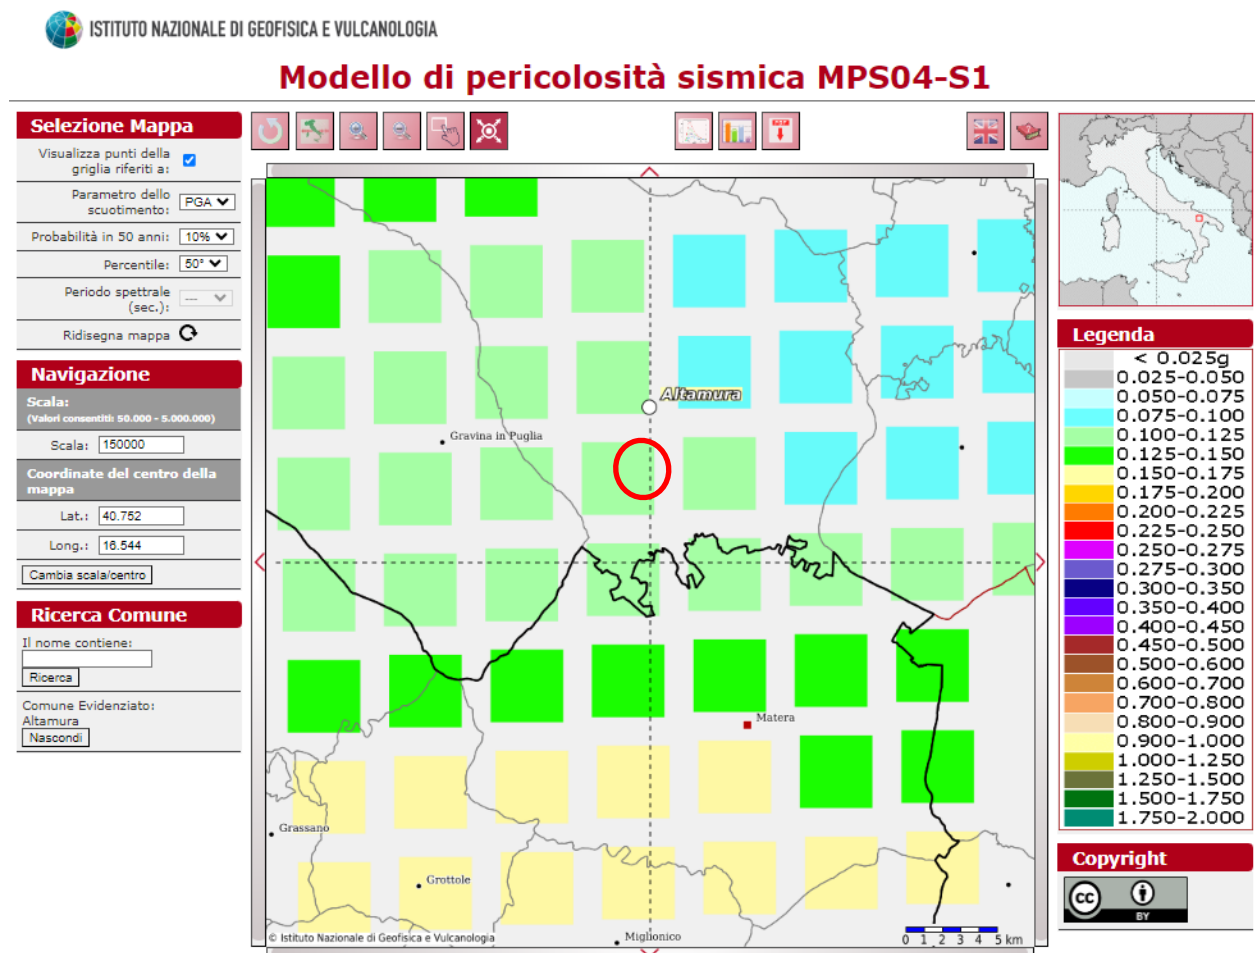 ISTITUTO NAZIONALE DI GEOFISICA E VULCANOLOGIA
Modello di pericolosità sismica MPS04-S1
Selezione Mappa
Visualizza punti della
griglia riferiti a:
Parametro dello
scuotimento: PGA
Probabilità in 50 anni: 10%
Percentile: 50°
Periodo spettrale
(sec.): ---
Ridisegna mappa
Navigazione
Scala:
(Valori consentiti: 50.000 - 5.000.000)
Scala: 150000
Coordinate del centro della
mappa
Lat.: 40.752
Long.: 16.544
Cambia scala/centro
Ricerca Comune
Il nome contiene:
Ricerca
Comune Evidenziato:
Altamura
Nascondi
PDF
Altamura
Gravina in Puglia
Matera
Grassano
Grottole
Miglionico
© Istituto Nazionale di Geofisica e Vulcanologia
0 1 2 3 4 5 km
Legenda
< 0.025g
0.025-0.050
0.050-0.075
0.075-0.100
0.100-0.125
0.125-0.150
0.150-0.175
0.175-0.200
0.200-0.225
0.225-0.250
0.250-0.275
0.275-0.300
0.300-0.350
0.350-0.400
0.400-0.450
0.450-0.500
0.500-0.600
0.600-0.700
0.700-0.800
0.800-0.900
0.900-1.000
1.000-1.250
1.250-1.500
1.500-1.750
1.750-2.000
Copyright
cc
BY